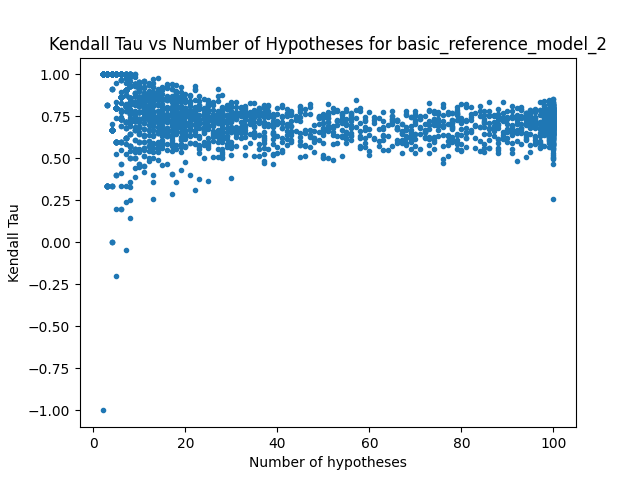 Kendall Tau vs Number of Hypotheses for basic_reference_model_2
1.00
0.75
0.50
0.25
0.00
−0.25
−0.50
−0.75
−1.00
Kendall Tau
0 20 40 60 80 100
Number of hypotheses